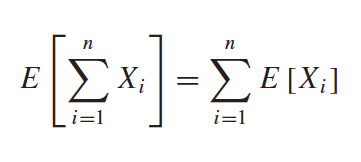 E[∑_{i=1}^{n} X_i] = ∑_{i=1}^{n} E[X_i]